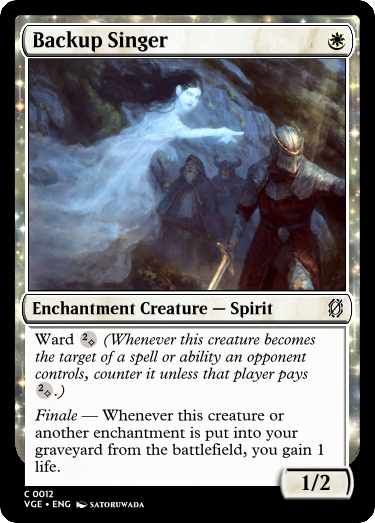 Backup Singer
Enchantment Creature — Spirit
Ward 2 (Whenever this creature becomes
the target of a spell or ability an opponent
controls, counter it unless that player pays
2.)
Finale — Whenever this creature or
another enchantment is put into your
graveyard from the battlefield, you gain 1
life.
1/2
C 0012
VGE • ENG SATORUWADA